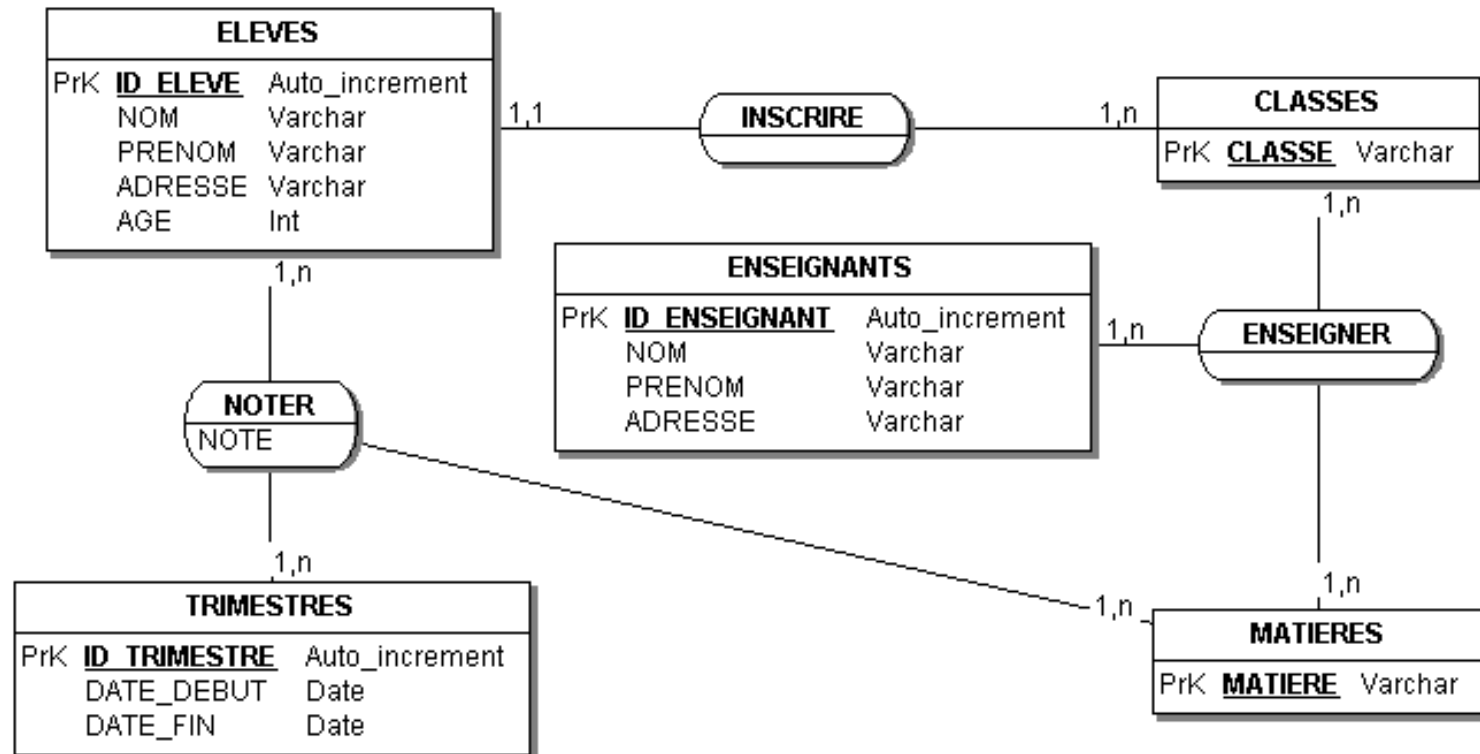 ELEVES
PrK ID_ELEVE Auto_increment
NOM Varchar
PRENOM Varchar
ADRESSE Varchar
AGE Int
1,1
INSCRIRE
1,n
CLASSES
PrK CLASSE Varchar
1,n
1,n
ENSEIGNANTS
PrK ID_ENSEIGNANT Auto_increment
NOM Varchar
PRENOM Varchar
ADRESSE Varchar
1,n
ENSEIGNER
NOTER
NOTE
1,n
TRIMESTRES
PrK ID_TRIMESTRE Auto_increment
DATE_DEBUT Date
DATE_FIN Date
1,n
1,n
MATIERES
PrK MATIERE Varchar